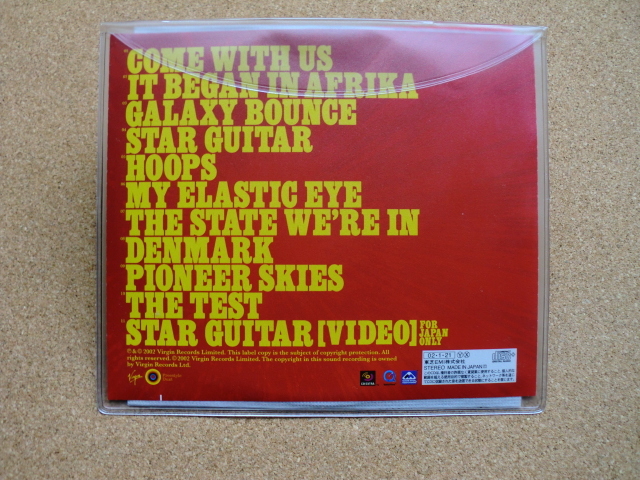 COME WITH US
IT BEGAN IN AFRIKA
GALAXY BOUNCE
STAR GUITAR
HOOPS
MY ELASTIC EYE
THE STATE WE'RE IN
DENMARK
PIONEER SKIES
THE TEST
STAR GUITAR [VIDEO] FOR JAPAN ONLY
℗ & © 2002 Virgin Records Limited. This label copy is the subject of copyright protection. All
rights reserved. © 2002 Virgin Records Limited. The copyright in this sound recording is owned
by Virgin Records Ltd.
02・1・21 Ⓨ Ⓧ
東芝EMI株式会社
STEREO MADE IN JAPAN
Virgin